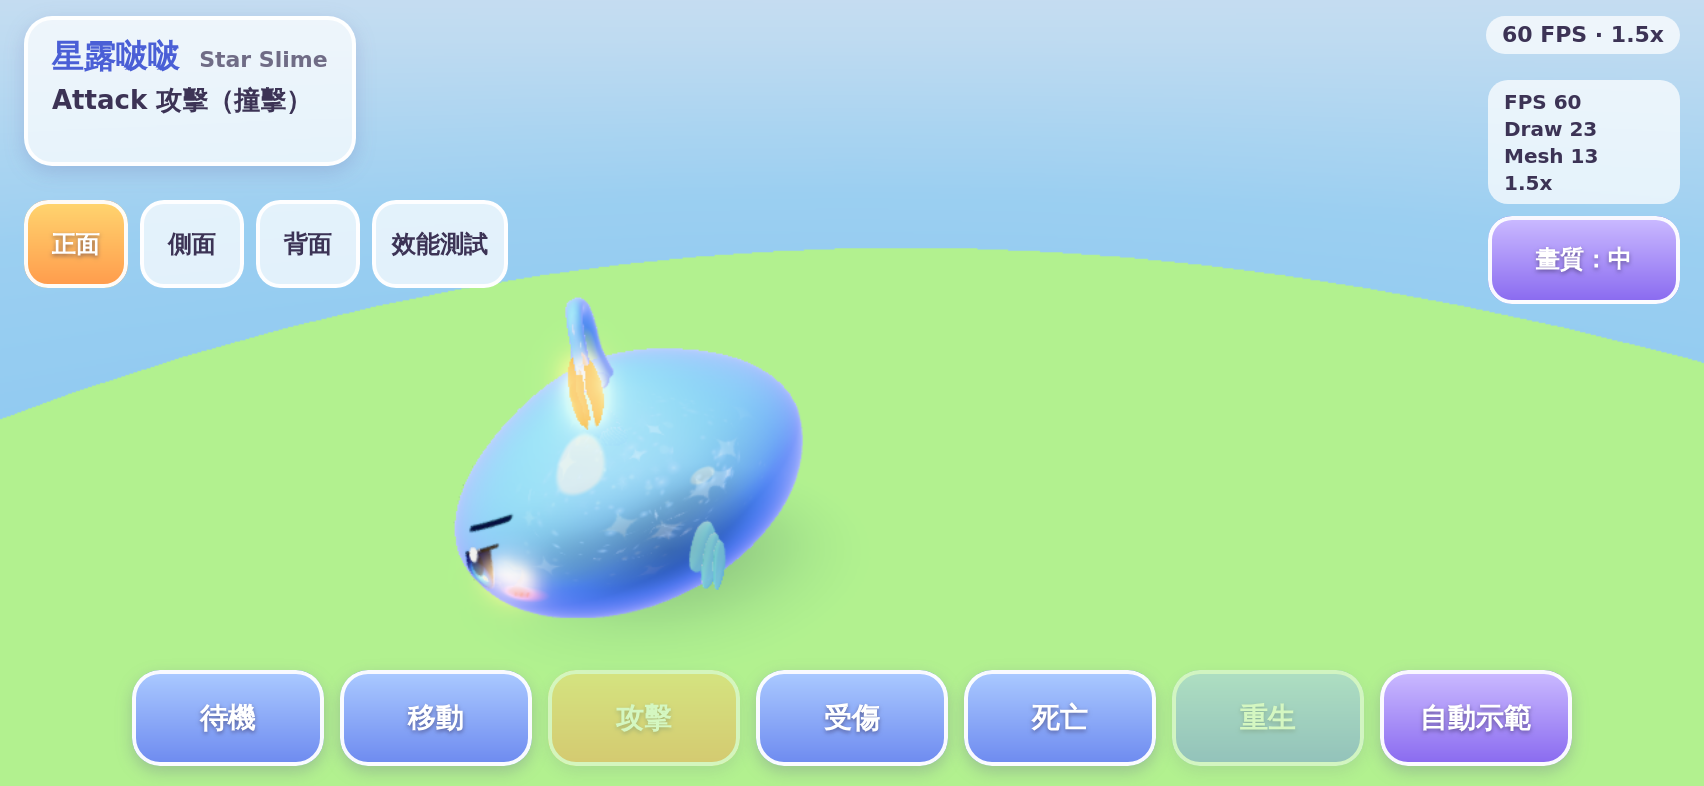 星露啵啵 Star Slime
Attack 攻擊（撞擊）
60 FPS · 1.5x
FPS 60
Draw 23
Mesh 13
1.5x
正面 側面 背面 效能測試
畫質：中
待機 移動 攻擊 受傷 死亡 重生 自動示範